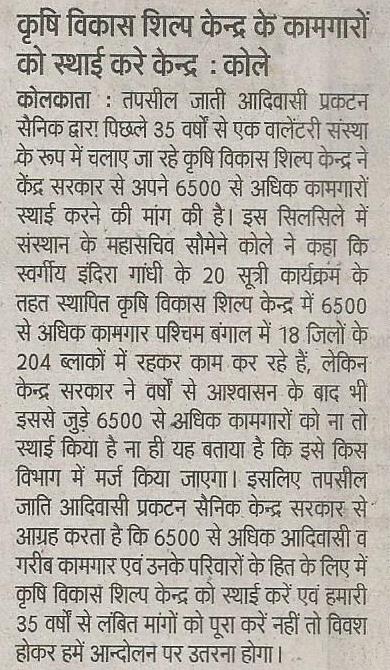 कृषि विकास शिल्प केन्द्र के कामगारों
को स्थाई करे केन्द्र : कोले
कोलकाता : तपसील जाती आदिवासी प्रकटन
सैनिक द्वारा पिछले 35 वर्षों से एक वालेंटरी संस्था
के रूप में चलाए जा रहे कृषि विकास शिल्प केन्द्र ने
केंद्र सरकार से अपने 6500 से अधिक कामगारों
स्थाई करने की मांग की है। इस सिलसिले में
संस्थान के महासचिव सौमेने कोले ने कहा कि
स्वर्गीय इंदिरा गांधी के 20 सूत्री कार्यक्रम के
तहत स्थापित कृषि विकास शिल्प केन्द्र में 6500
से अधिक कामगार पश्चिम बंगाल में 18 जिलों के
204 ब्लाकों में रहकर काम कर रहे हैं, लेकिन
केन्द्र सरकार ने वर्षों से आश्वासन के बाद भी
इससे जुड़े 6500 से अधिक कामगारों को ना तो
स्थाई किया है ना ही यह बताया है कि इसे किस
विभाग में मर्ज किया जाएगा। इसलिए तपसील
जाति आदिवासी प्रकटन सैनिक केन्द्र सरकार से
आग्रह करता है कि 6500 से अधिक आदिवासी व
गरीब कामगार एवं उनके परिवारों के हित के लिए में
कृषि विकास शिल्प केन्द्र को स्थाई करें एवं हमारी
35 वर्षों से लंबित मांगों को पूरा करें नहीं तो विवश
होकर हमें आन्दोलन पर उतरना होगा।